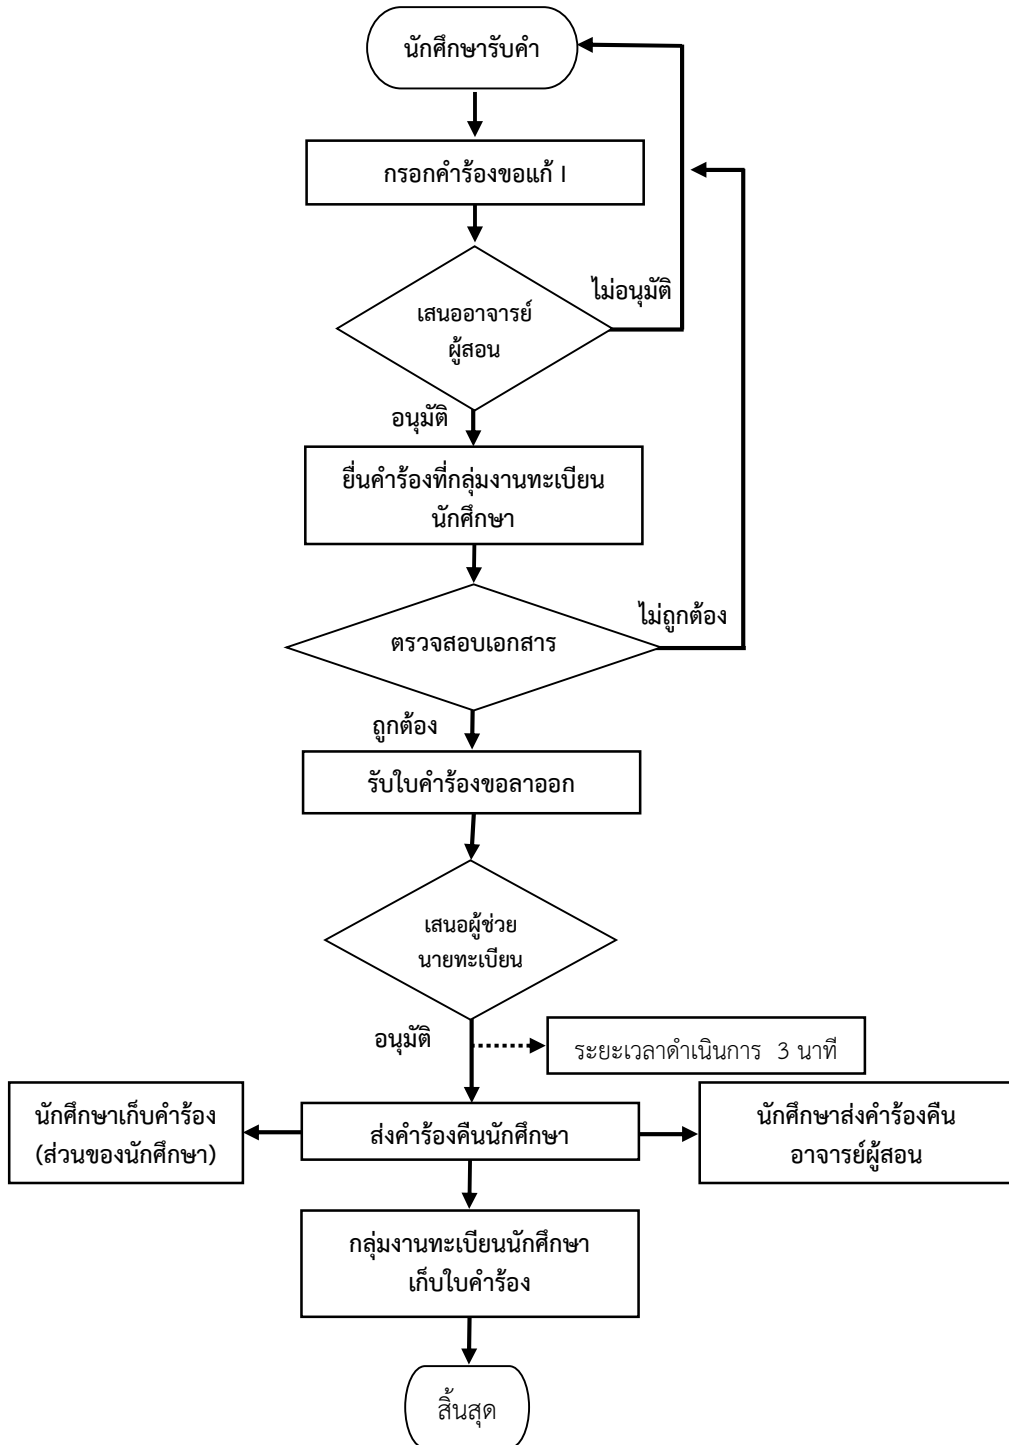 นักศึกษารับคำ
กรอกคำร้องขอแก้ I
ไม่อนุมัติ
เสนออาจารย์
ผู้สอน
อนุมัติ
ยื่นคำร้องที่กลุ่มงานทะเบียน
นักศึกษา
ไม่ถูกต้อง
ตรวจสอบเอกสาร
ถูกต้อง
รับใบคำร้องขอลาออก
เสนอผู้ช่วย
นายทะเบียน
อนุมัติ
ระยะเวลาดำเนินการ 3 นาที
นักศึกษาเก็บคำร้อง
(ส่วนของนักศึกษา)
ส่งคำร้องคืนนักศึกษา
นักศึกษาส่งคำร้องคืน
อาจารย์ผู้สอน
กลุ่มงานทะเบียนนักศึกษา
เก็บใบคำร้อง
สิ้นสุด